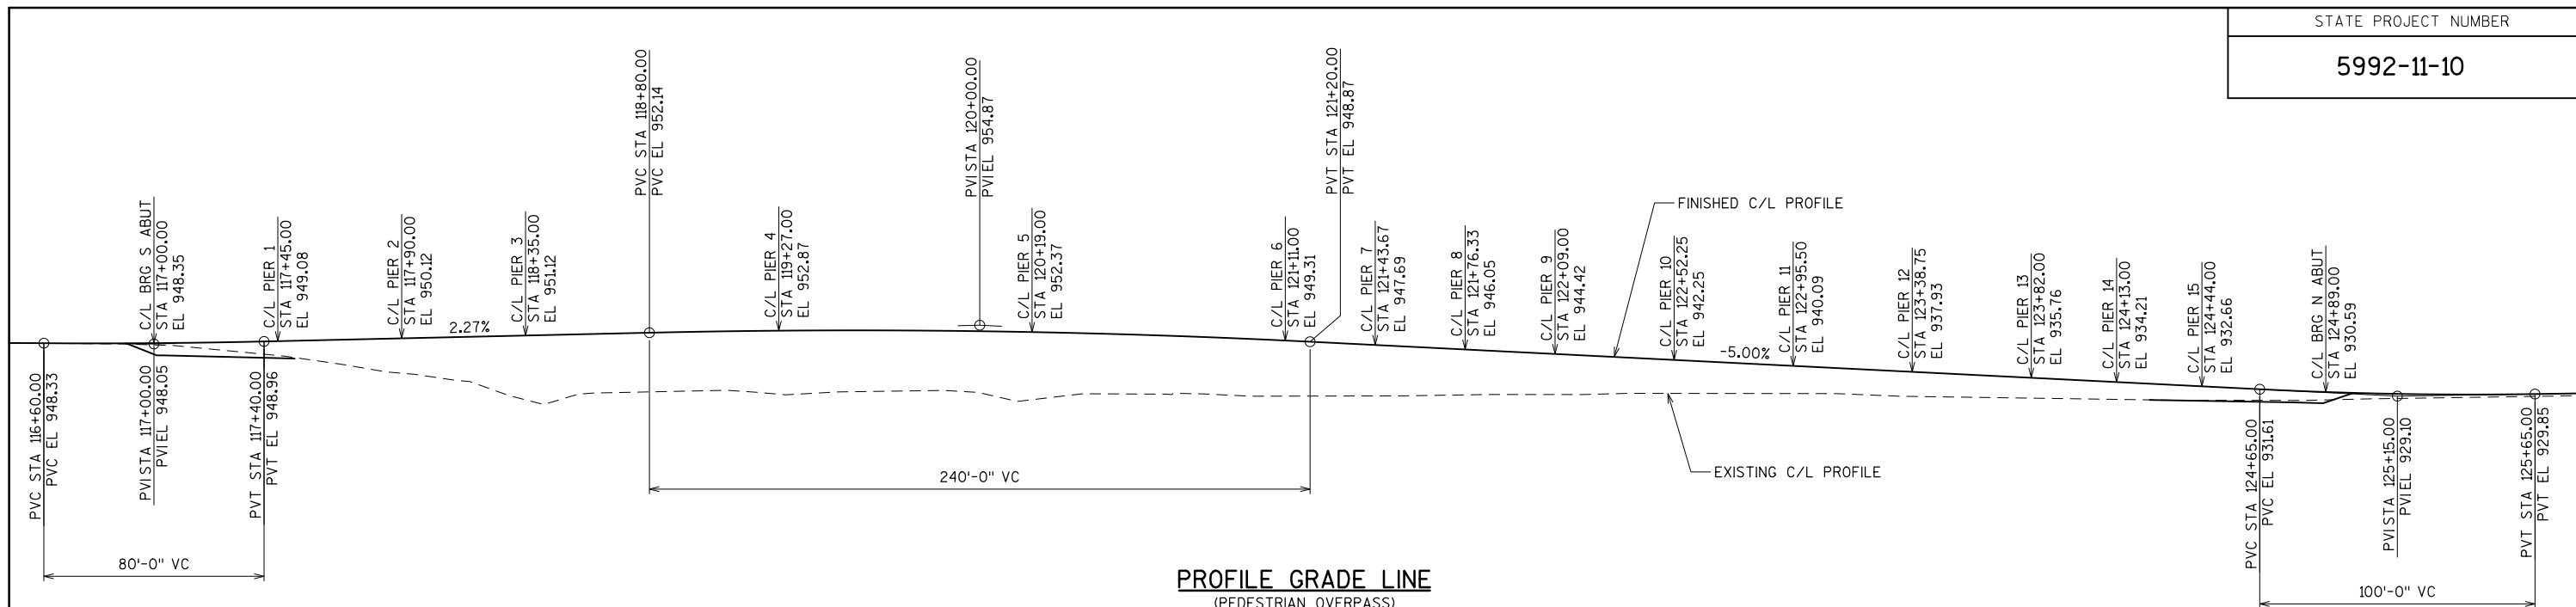 STATE PROJECT NUMBER
5992-11-10
PVC STA 116+60.00
PVC EL 948.33
C/L BRG S ABUT
STA 117+00.00
EL 948.35
PVI STA 117+00.00
PVI EL 948.05
PVT STA 117+40.00
PVT EL 948.96
80'-0" VC
C/L PIER 1
STA 117+45.00
EL 949.08
C/L PIER 2
STA 117+90.00
EL 950.12
2.27%
C/L PIER 3
STA 118+35.00
EL 951.12
PVC STA 118+80.00
PVC EL 952.14
C/L PIER 4
STA 119+27.00
EL 952.87
PVI STA 120+00.00
PVI EL 954.87
C/L PIER 5
STA 120+19.00
EL 952.37
240'-0" VC
C/L PIER 6
STA 121+11.00
EL 949.31
PVT STA 121+20.00
PVT EL 948.87
C/L PIER 7
STA 121+43.67
EL 947.69
C/L PIER 8
STA 121+76.33
EL 946.05
C/L PIER 9
STA 122+09.00
EL 944.42
FINISHED C/L PROFILE
C/L PIER 10
STA 122+52.25
EL 942.25
-5.00%
EXISTING C/L PROFILE
C/L PIER 11
STA 122+95.50
EL 940.09
C/L PIER 12
STA 123+38.75
EL 937.93
C/L PIER 13
STA 123+82.00
EL 935.76
C/L PIER 14
STA 124+13.00
EL 934.21
C/L PIER 15
STA 124+44.00
EL 932.66
C/L BRG N ABUT
STA 124+89.00
EL 930.59
PVC STA 124+65.00
PVC EL 931.61
PVI STA 125+15.00
PVI EL 929.10
PVT STA 125+65.00
PVT EL 929.85
100'-0" VC
PROFILE GRADE LINE
(PEDESTRIAN OVERPASS)